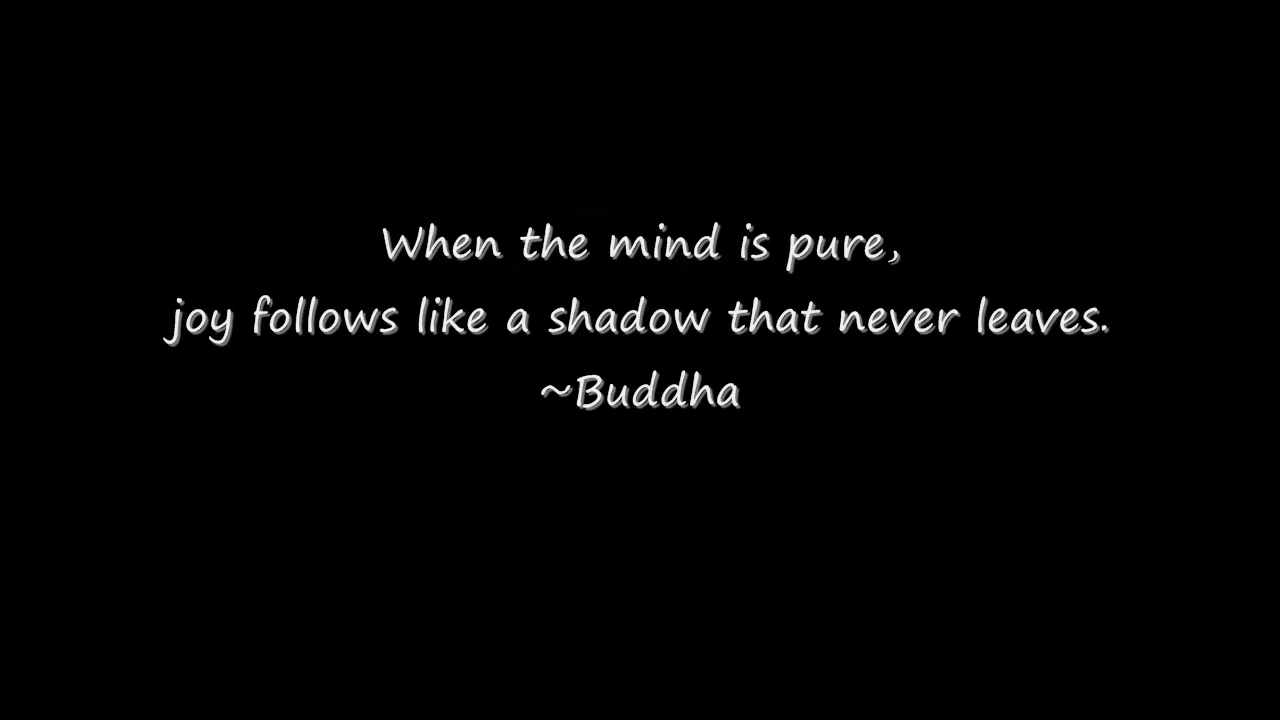 When the mind is pure,
joy follows like a shadow that never leaves.
~Buddha